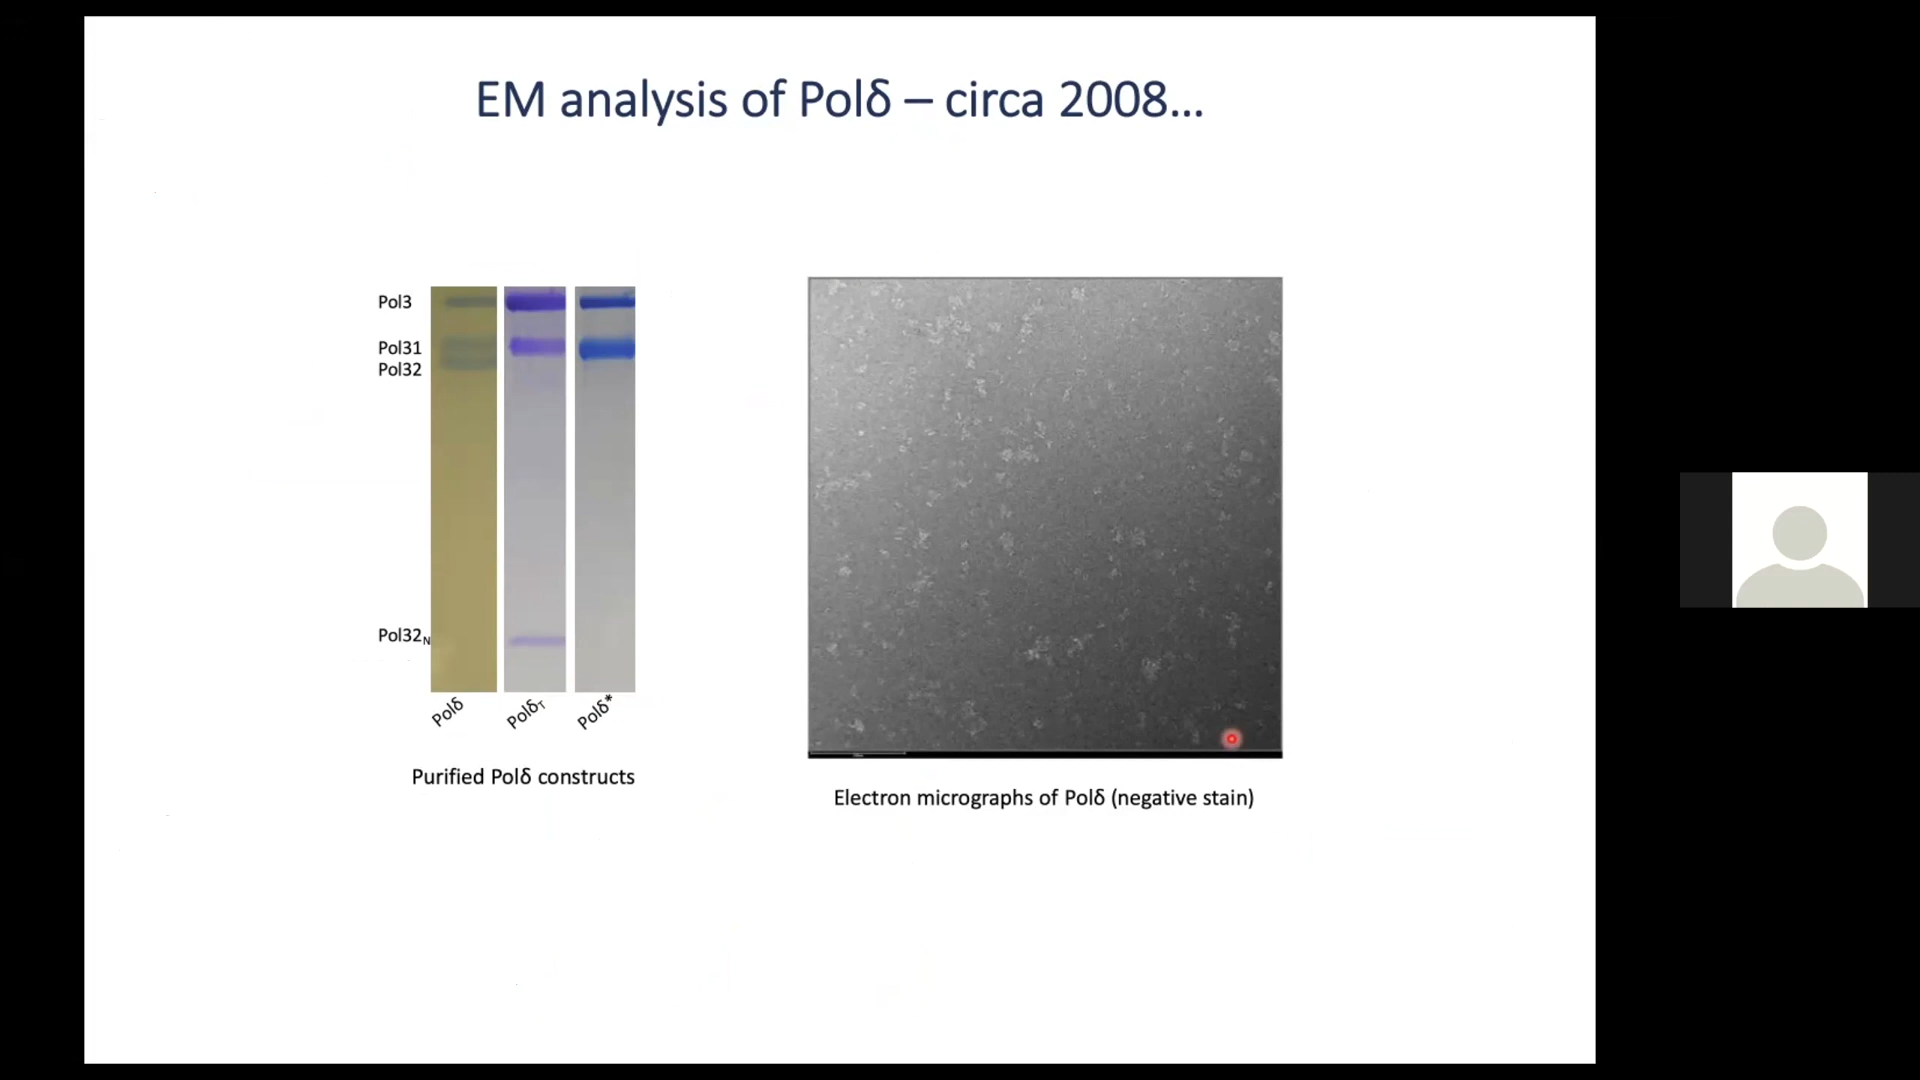 EM analysis of Polδ – circa 2008...
Pol3
Pol31
Pol32
Pol32N
Polδ
PolδT
Polδ*
Purified Polδ constructs
Electron micrographs of Polδ (negative stain)